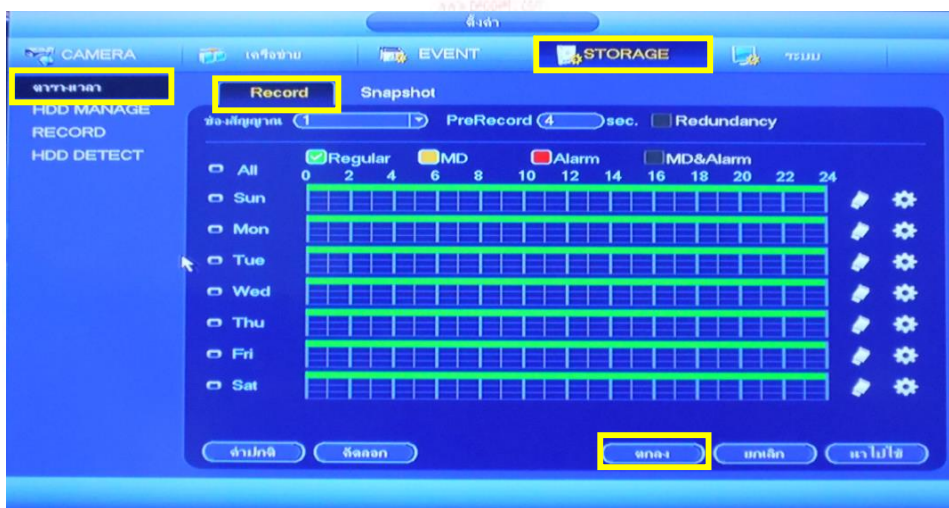 ตั้งค่า
CAMERA เครือข่าย EVENT STORAGE ระบบ
ตารางเวลา
HDD MANAGE
RECORD
HDD DETECT
Record Snapshot
ช่องสัญญาณ 1 PreRecord 4 sec. Redundancy
All Regular MD Alarm MD&Alarm
0 2 4 6 8 10 12 14 16 18 20 22 24
Sun
Mon
Tue
Wed
Thu
Fri
Sat
ค่าปกติ คัดลอก ตกลง ยกเลิก นำไปใช้